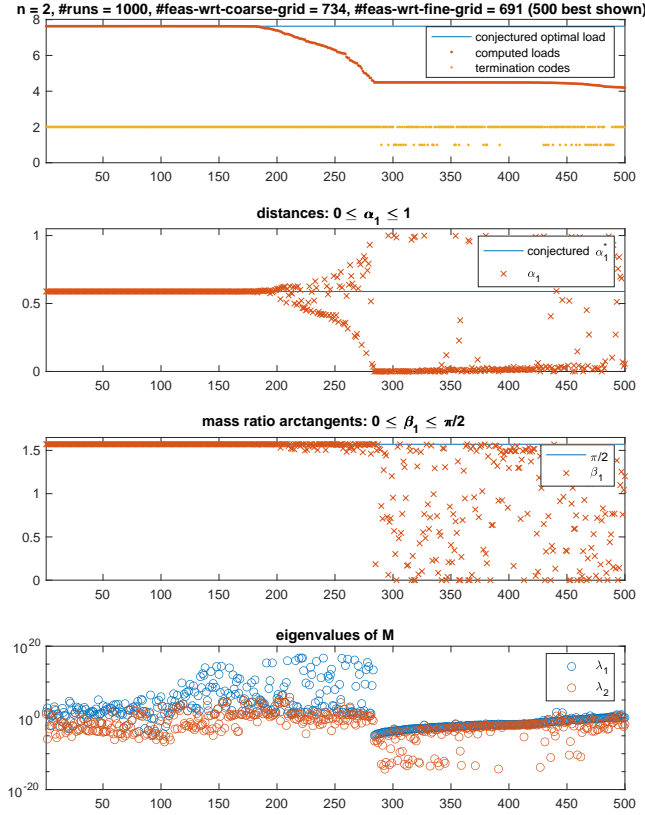 n = 2, #runs = 1000, #feas-wrt-coarse-grid = 734, #feas-wrt-fine-grid = 691 (500 best shown)
8
6
4
2
0
conjectured optimal load
computed loads
termination codes
50 100 150 200 250 300 350 400 450 500
distances: 0 ≤ α₁ ≤ 1
1
0.5
0
conjectured α₁*
α₁
50 100 150 200 250 300 350 400 450 500
mass ratio arctangents: 0 ≤ β₁ ≤ π/2
1.5
1
0.5
0
π/2
β₁
50 100 150 200 250 300 350 400 450 500
eigenvalues of M
10²⁰
10⁰
10⁻²⁰
λ₁
λ₂
50 100 150 200 250 300 350 400 450 500